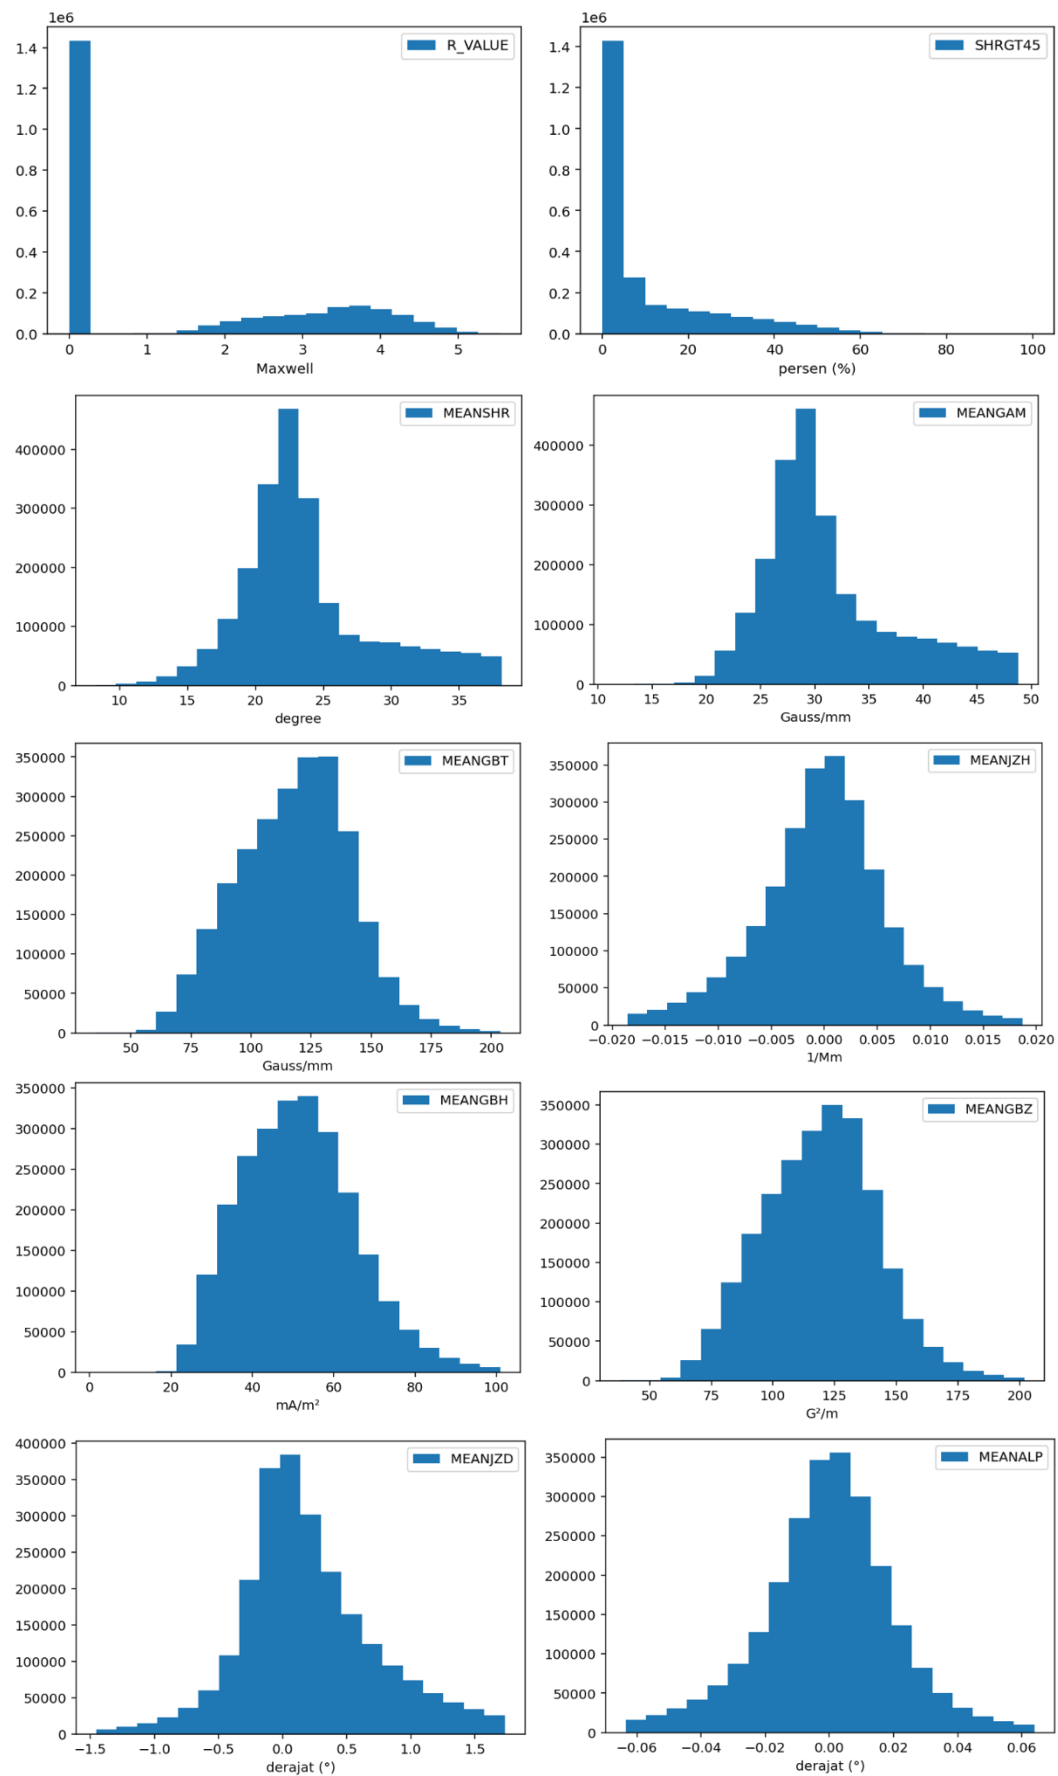 1e6
R_VALUE
1.4
1.2
1.0
0.8
0.6
0.4
0.2
0.0
0 1 2 3 4 5
Maxwell
1e6
SHRGT45
1.4
1.2
1.0
0.8
0.6
0.4
0.2
0.0
0 20 40 60 80 100
persen (%)
MEANSHR
400000
300000
200000
100000
0
10 15 20 25 30 35
degree
MEANGAM
400000
300000
200000
100000
0
10 15 20 25 30 35 40 45 50
Gauss/mm
MEANGBT
350000
300000
250000
200000
150000
100000
50000
0
50 75 100 125 150 175 200
Gauss/mm
MEANJZH
350000
300000
250000
200000
150000
100000
50000
0
−0.020 −0.015 −0.010 −0.005 0.000 0.005 0.010 0.015 0.020
1/Mm
MEANGBH
350000
300000
250000
200000
150000
100000
50000
0
0 20 40 60 80 100
mA/m²
MEANGBZ
350000
300000
250000
200000
150000
100000
50000
0
50 75 100 125 150 175 200
G²/m
MEANJZD
400000
350000
300000
250000
200000
150000
100000
50000
0
−1.5 −1.0 −0.5 0.0 0.5 1.0 1.5
derajat (°)
MEANALP
350000
300000
250000
200000
150000
100000
50000
0
−0.06 −0.04 −0.02 0.00 0.02 0.04 0.06
derajat (°)